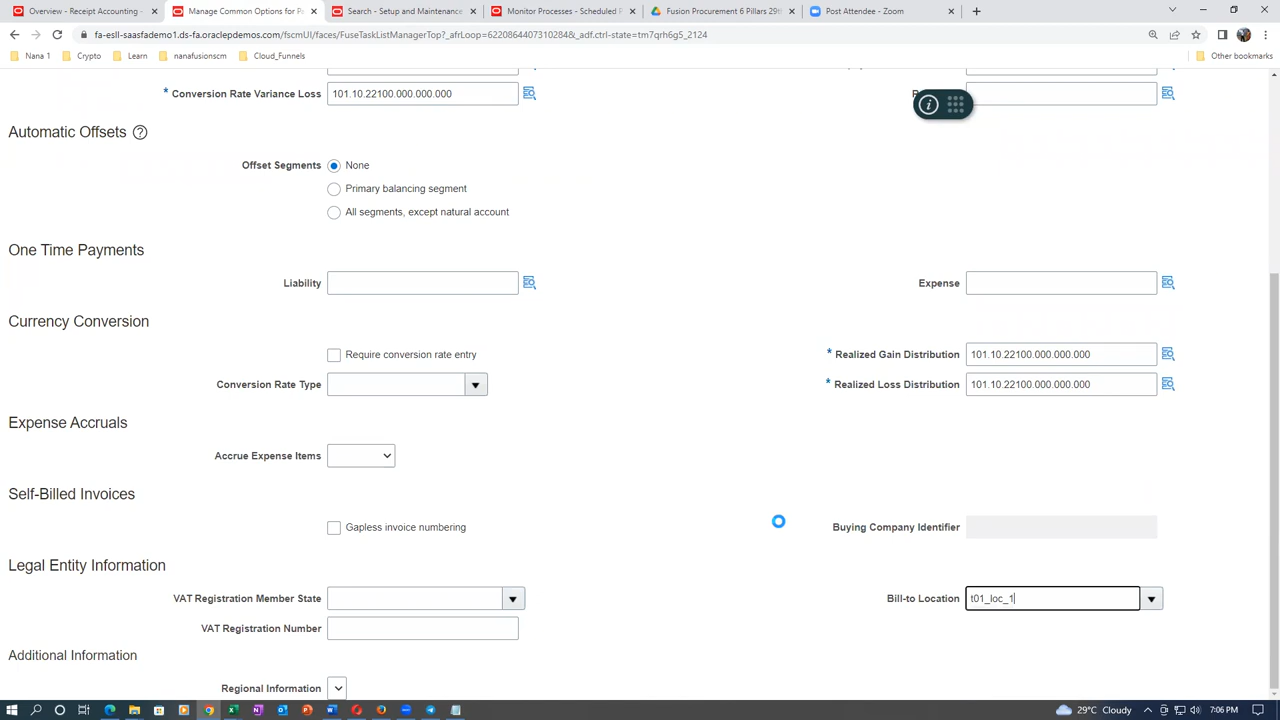 Overview - Receipt Accounting -
Manage Common Options for Pa
Search - Setup and Maintenance
Monitor Processes - Scheduled P
Fusion Procurement 6 Pillars 29th
Post Attendee - Zoom
fa-esll-saasfademo1.ds-fa.oraclepdemos.com/fscmUI/faces/FuseTaskListManagerTop?_afrLoop=62208644073102848&_adf.ctrl-state=tm7qrh6g5_2124
Nana 1
Crypto
Learn
nanafusionscm
Cloud_Funnels
Other bookmarks
* Conversion Rate Variance Loss 101.10.22100.000.000.000
Automatic Offsets
Offset Segments None
Primary balancing segment
All segments, except natural account
One Time Payments
Liability
Expense
Currency Conversion
Require conversion rate entry
* Realized Gain Distribution 101.10.22100.000.000.000
Conversion Rate Type
* Realized Loss Distribution 101.10.22100.000.000.000
Expense Accruals
Accrue Expense Items
Self-Billed Invoices
Gapless invoice numbering
Buying Company Identifier
Legal Entity Information
VAT Registration Member State
Bill-to Location t01_loc_1
VAT Registration Number
Additional Information
Regional Information
29°C Cloudy
7:06 PM